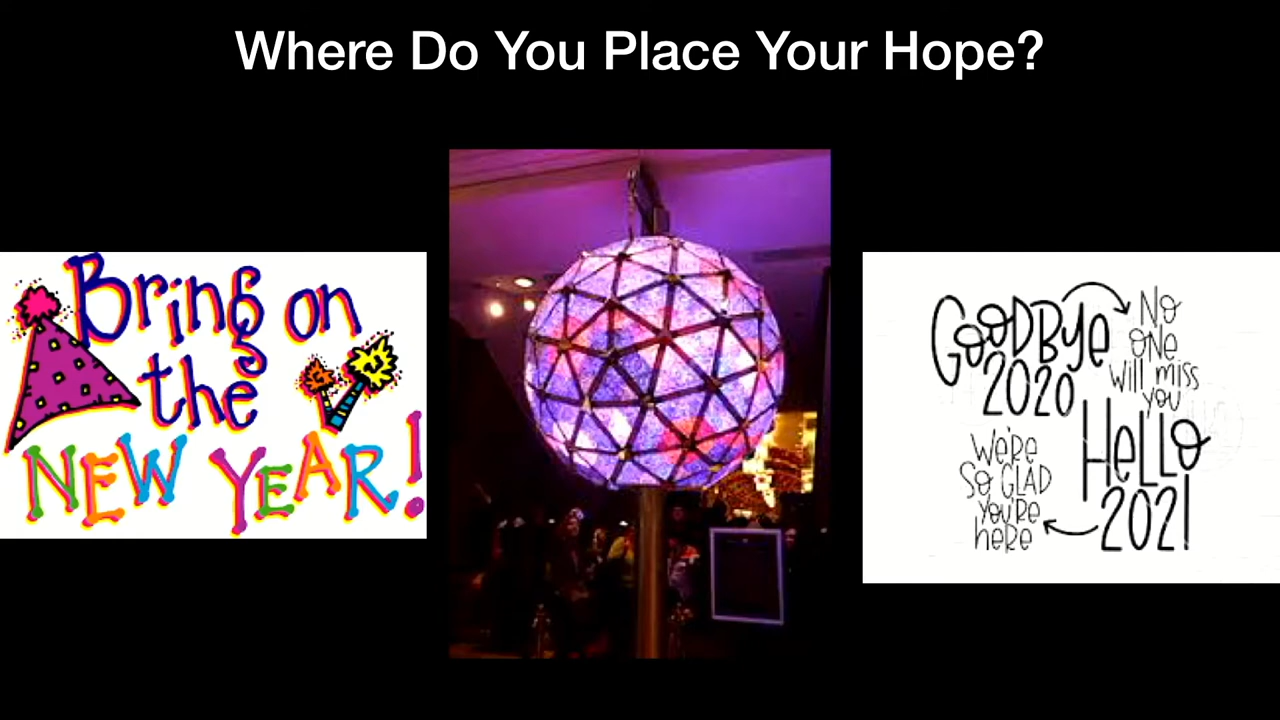 Where Do You Place Your Hope?
Bring on
the
NEW YEAR!
GOODBYE
2020
No
one
will miss
you
HELLO
2021
We're
so glad
you're
here